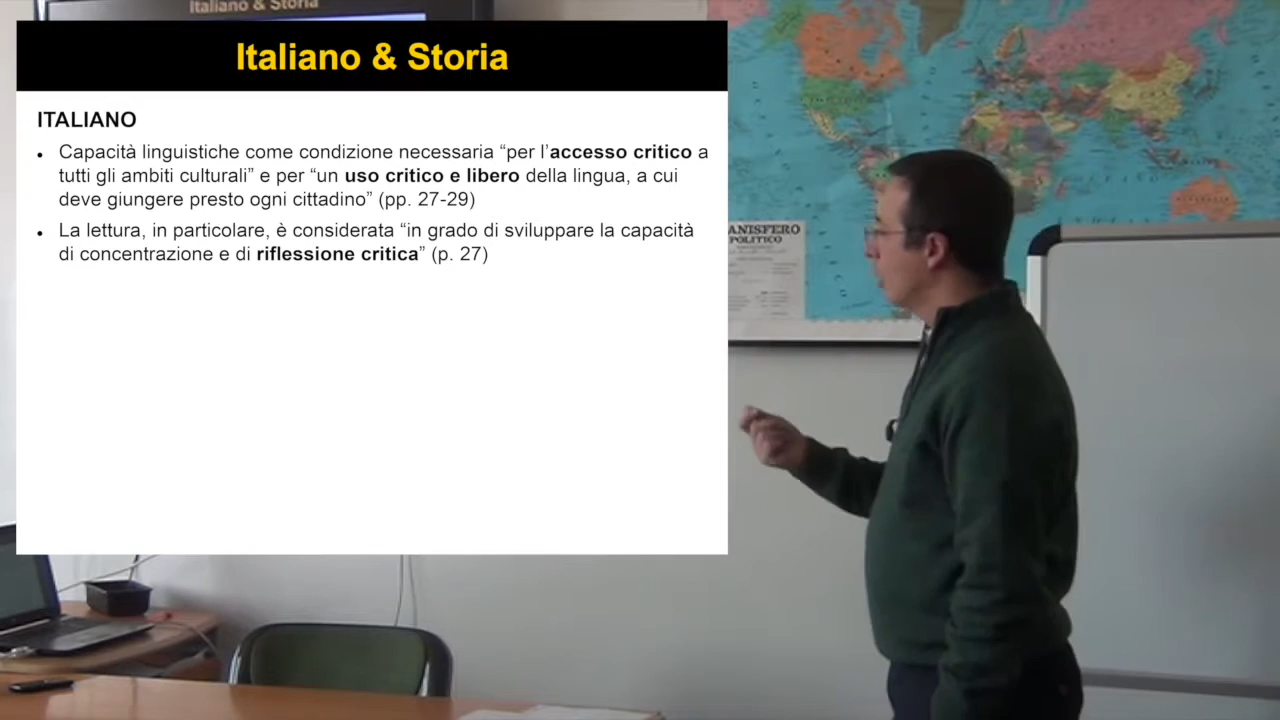 Italiano & Storia
Italiano & Storia
ITALIANO
• Capacità linguistiche come condizione necessaria “per l’accesso critico a
tutti gli ambiti culturali” e per “un uso critico e libero della lingua, a cui
deve giungere presto ogni cittadino” (pp. 27-29)
• La lettura, in particolare, è considerata “in grado di sviluppare la capacità
di concentrazione e di riflessione critica” (p. 27)
ANISFERO
POLITICO